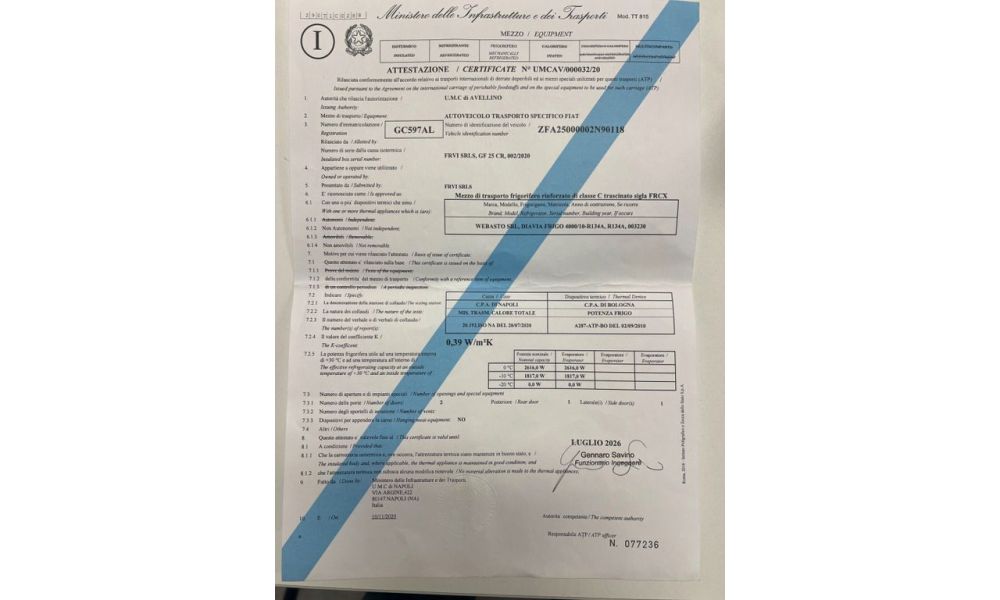 Ministero delle Infrastrutture e dei Trasporti Mod. TT 815
I
MEZZO / EQUIPMENT
ISOTERMICO REFRIGERANTE FRIGORIFERO CALORIFERO
INSULATED REFRIGERATED MECHANICALLY REFRIGERATED HEATED
MULTICOMPARTO
ATTESTAZIONE / CERTIFICATE N° UMCAV/000032/20
Rilasciata conformemente all'accordo relativo ai trasporti internazionali di derrate deperibili ed ai mezzi speciali utilizzati per questi trasporti (ATP) /
Issued pursuant to the Agreement on the international carriage of perishable foodstuffs and on the special equipment to be used for such carriage (ATP)
1. Autorità che rilascia l'autorizzazione / U.M.C di AVELLINO
Issuing Authority:
2. Mezzo di trasporto / Equipment: AUTOVEICOLO TRASPORTO SPECIFICO FIAT
3. Numero d'immatricolazione / GC597AL Numero di identificazione del veicolo / ZFA25000002N90118
Registration Vehicle identification number
Rilasciato da / Allotted by:
Numero di serie della cassa isotermica /
Insulated box serial number: FRVI SRLS, GF 25 CR, 002/2020
4. Appartiene a oppure viene utilizzato /
Owned or operated by:
5. Presentato da / Submitted by: FRVI SRLS
6. E' riconosciuto come / Is approved as Mezzo di trasporto frigorifero rinforzato di classe C trascinato sigla FRCX
6.1 Con una o piu' dispositivi termici che sono / Marca, Modello, Frigorigeno, Matricola, Anno di costruzione, Se ricorre
With one or more thermal appliances which is (are): Brand, Model, Refrigerator, Serial number, Building year, If occurs
6.1.1 Autonomi / Independent;
6.1.2 Non Autonomi / Not independent; WEBASTO SRL, DIAVIA FRIGO 4000/10-R134A, R134A, 003230
6.1.3 Amovibili / Removable;
6.1.4 Non amovibili / Not removable
7. Motivo per cui viene rilasciato l'attestato / Basis of issue of certificate:
7.1 Questo attestato e' rilasciato sulla base / This certificate is issued on the basis of:
7.1.1 Prove del mezzo / Tests of the equipment;
7.1.2 della conformita' del mezzo di trasporto / Conformity with a reference item of equipment;
7.1.3 di un controllo periodico / A periodic inspection:
7.2 Indicare / Specify: Cassa / Case Dispositivo termico / Thermal Device
7.2.1 La denominazione della stazione di collaudo / The testing station: C.P.A. DI NAPOLI C.P.A. DI BOLOGNA
7.2.2 La natura dei collaudi / The nature of the tests: MIS. TRASM. CALORE TOTALE POTENZA FRIGO
7.2.3 Il numero del verbale o di verbali di collaudo /
The number(s) of report(s): 20.192.ISO NA DEL 20/07/2020 A287-ATP-BO DEL 02/09/2010
7.2.4 Il valore del coefficiente K /
The K-coefficent: 0,39 W/m²K
7.2.5 La potenza frigorifera utile ad una temperatura esterna
di +30 °C e ad una temperatura all'interno di /
The effective refrigerating capacity at an outside
temperature of +30 °C and an inside temperature of
Potenza nominale / Evaporatore / Evaporatore / Evaporatore /
Nominal capacity Evaporator Evaporator Evaporator
0 °C 2616,0 W 2616,0 W
-10 °C 1817,0 W 1817,0 W
-20 °C 0,0 W 0,0 W
7.3 Numero di aperture e di impianti speciali / Number of openings and special equipment
7.3.1 Numero delle porte / Number of doors: 2 Posteriore / Rear door 1 Laterale(i) / Side door(s) 1
7.3.2 Numero degli sportelli di aerazione / Number of vents:
7.3.3 Dispositivi per appendere la carne / Hanging meat equipment: NO
7.4 Altri / Others
8. Questo attestato e' valevole fino al / This certificate is valid until: LUGLIO 2026
8.1 A condizione / Provided that:
8.1.1 Che la carrozzeria isotermica e, ove occorra, l'attrezzatura termica siano mantenute in buono stato, e /
The insulated body and, where applicable, the thermal appliance is maintained in good condition; and
8.1.2 che l'attrezzatura termica non subisca alcuna modifica notevole / No material alteration is made to the thermal appliances.
Gennaro Savino
Funzionario Ingegnere
9. Fatto da / Done by: Ministero delle Infrastrutture e dei Trasporti
U.M.C di NAPOLI
VIA ARGINE,422
80147 NAPOLI (NA)
Italia
10. Il / On: 10/11/2020
Autorità competente / The competent authority
Responsabile ATP / ATP officer
N. 077236